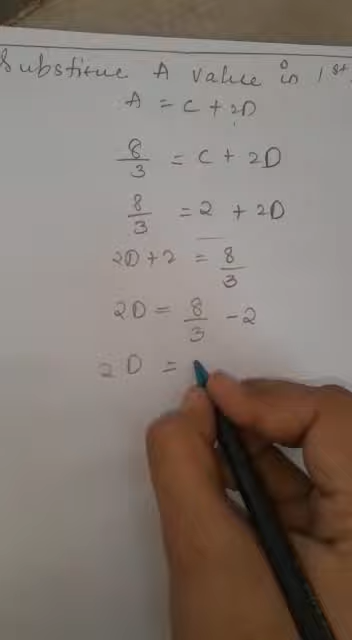 Substitue A value in 1st
A = C + 2D
8/3 = C + 2D
8/3 = 2 + 2D
2D + 2 = 8/3
2D = 8/3 - 2
2D =